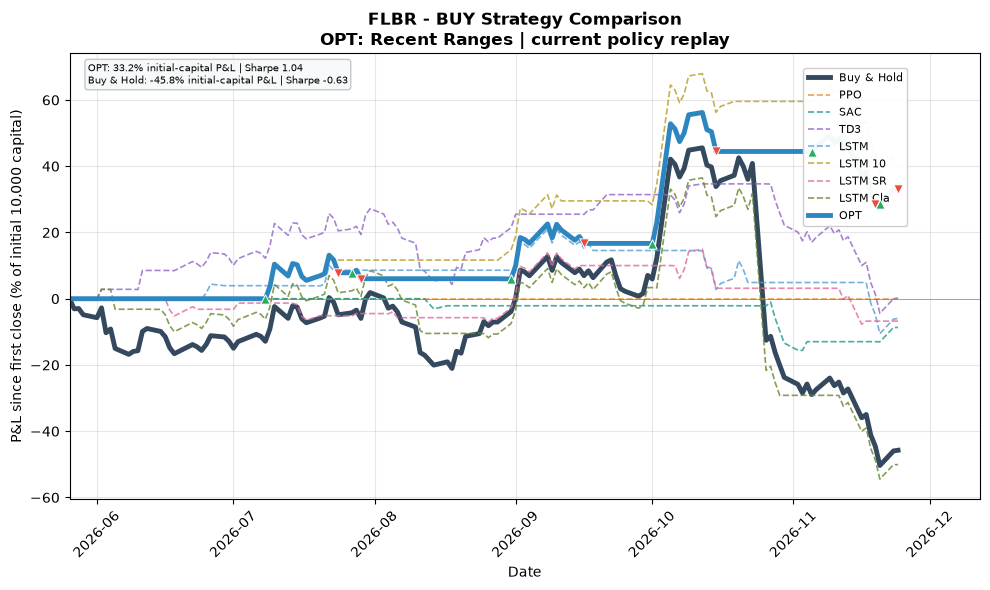 FLBR - BUY Strategy Comparison
OPT: Recent Ranges | current policy replay
OPT: 33.2% initial-capital P&L | Sharpe 1.04
Buy & Hold: -45.8% initial-capital P&L | Sharpe -0.63
Buy & Hold
PPO
SAC
TD3
LSTM
LSTM 10
LSTM SR
LSTM Cla
OPT
P&L since first close (% of initial 10,000 capital)
60
40
20
0
−20
−40
−60
2026-06
2026-07
2026-08
2026-09
2026-10
2026-11
2026-12
Date